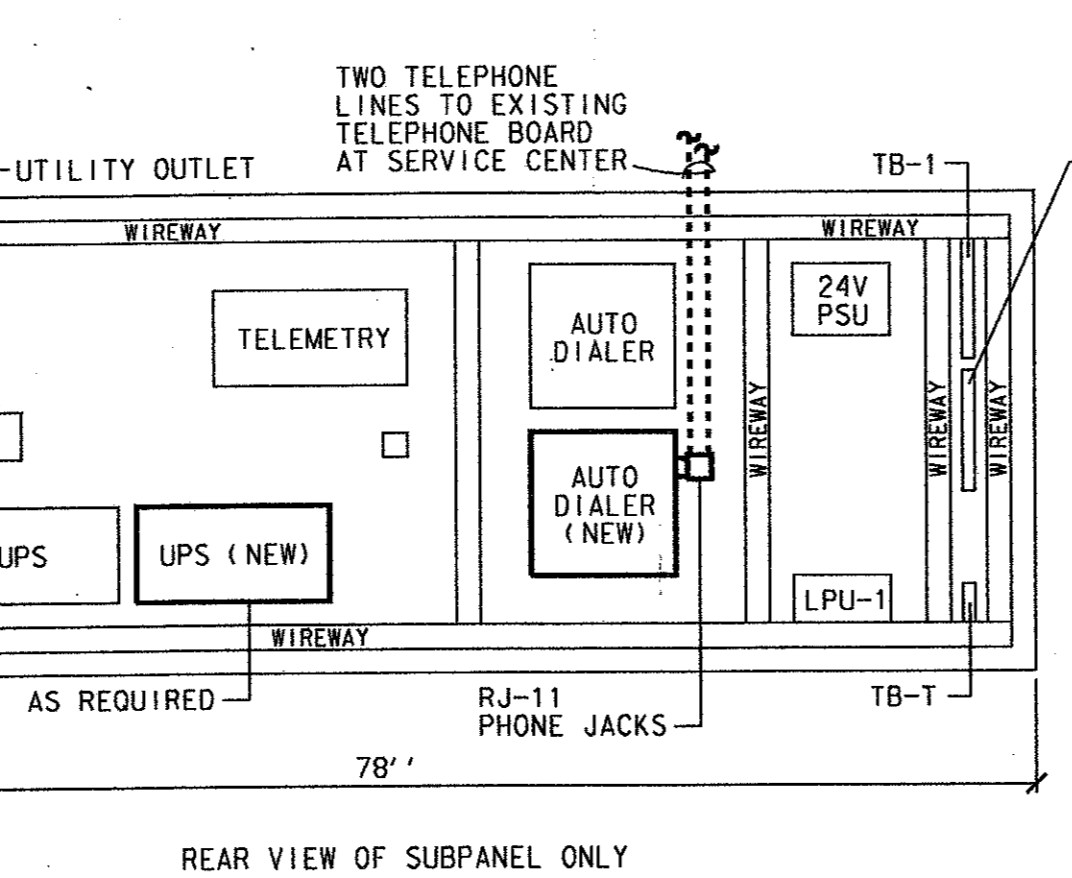 TWO TELEPHONE
LINES TO EXISTING
TELEPHONE BOARD
AT SERVICE CENTER
-UTILITY OUTLET
TB-1
WIREWAY
WIREWAY
TELEMETRY
AUTO
DIALER
24V
PSU
WIREWAY
WIREWAY
WIREWAY
AUTO
DIALER
(NEW)
UPS
UPS (NEW)
LPU-1
WIREWAY
AS REQUIRED
RJ-11
PHONE JACKS
TB-T
78''
REAR VIEW OF SUBPANEL ONLY